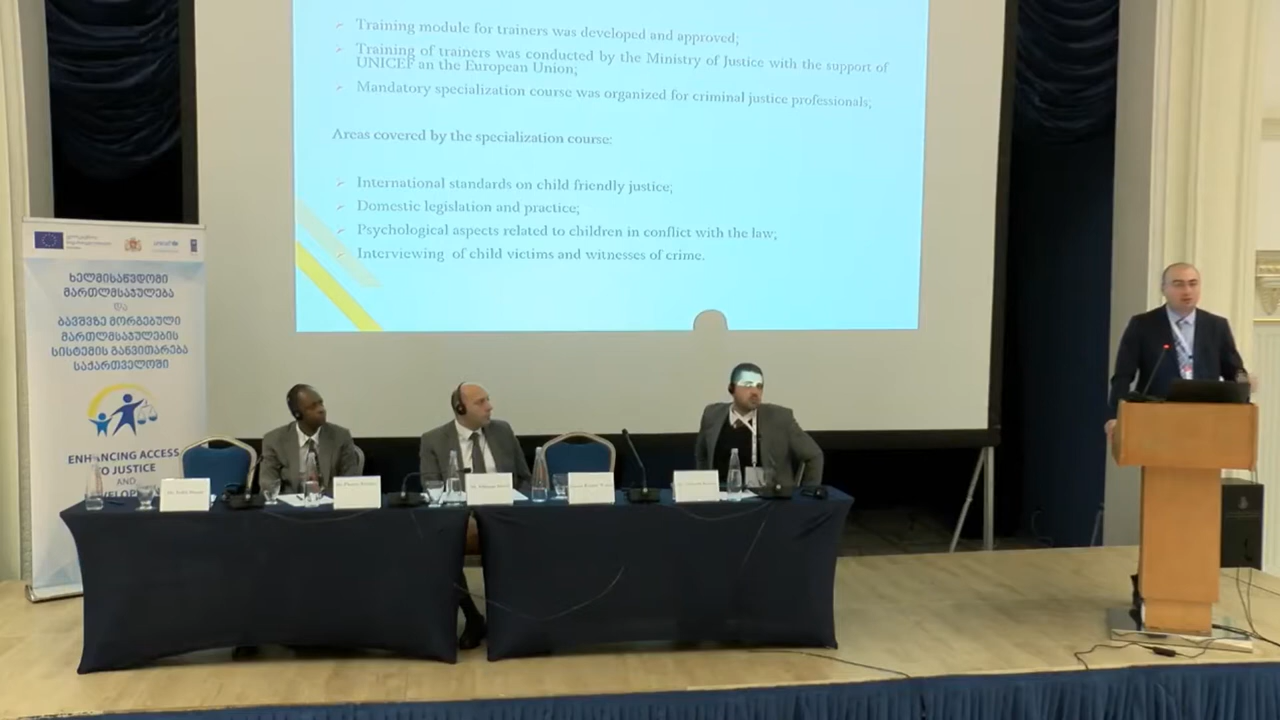 Training module for trainers was developed and approved;
Training of trainers was conducted by the Ministry of Justice with the support of
UNICEF an the European Union;
Mandatory specialization course was organized for criminal justice professionals;
Areas covered by the specialization course:
International standards on child friendly justice;
Domestic legislation and practice;
Psychological aspects related to children in conflict with the law;
Interviewing of child victims and witnesses of crime.
unicef
ხელმისაწვდომი
მართლმსაჯულება
და
ბავშვზე მორგებული
მართლმსაჯულების
სისტემის განვითარება
საქართველოში
ENHANCING ACCESS
TO JUSTICE
AND